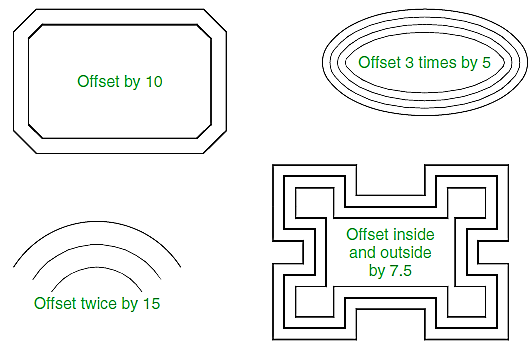 Offset by 10
Offset 3 times by 5
Offset twice by 15
Offset inside
and outside
by 7.5